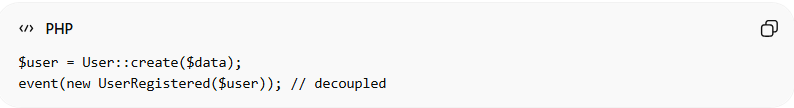 </> PHP
$user = User::create($data);
event(new UserRegistered($user)); // decoupled